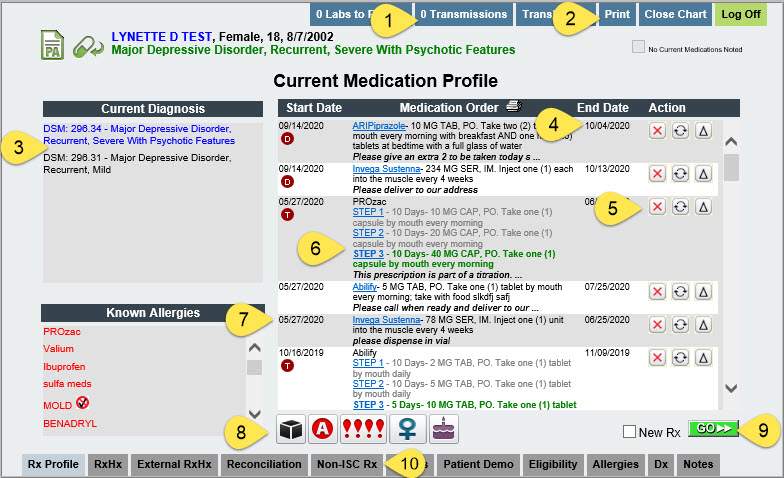 0 Labs to
0 Transmissions
Print
Close Chart
Log Off
1
2
LYNETTE D TEST, Female, 18, 8/7/2002
Major Depressive Disorder, Recurrent, Severe With Psychotic Features
No Current Medications Noted
PA
Current Medication Profile
Current Diagnosis
3
DSM: 296.34 - Major Depressive Disorder,
Recurrent, Severe With Psychotic Features
DSM: 296.31 - Major Depressive Disorder,
Recurrent, Mild
Known Allergies
PROzac
Valium
Ibuprofen
sulfa meds
MOLD
BENADRYL
Start Date Medication Order End Date Action
4
09/14/2020 ARIPiprazole- 10 MG TAB, PO. Take two (2) 10/04/2020
D
mouth every morning with breakfast AND one
tablets at bedtime with a full glass of water
Please give an extra 2 to be taken today s ...
09/14/2020 Invega Sustenna- 234 MG SER, IM. Inject one (1) each 10/13/2020
D
into the muscle every 4 weeks
Please deliver to our address
5
05/27/2020 PROzac
T
STEP 1 - 10 Days- 10 MG CAP, PO. Take one (1)
capsule by mouth every morning
STEP 2 - 10 Days- 20 MG CAP, PO. Take one (1)
capsule by mouth every morning
6
STEP 3 - 10 Days- 40 MG CAP, PO. Take one (1)
capsule by mouth every morning
This prescription is part of a titration. ...
05/27/2020 Abilify- 5 MG TAB, PO. Take one (1) tablet by mouth 07/25/2020
every morning; take with food slkdfj safj
Please call when ready and deliver to our ...
7
05/27/2020 Invega Sustenna- 78 MG SER, IM. Inject one (1) unit 06/25/2020
into the muscle every 4 weeks
please dispense in vial
10/16/2019 Abilify 11/09/2019
T
STEP 1 - 10 Days- 2 MG TAB, PO. Take one (1) tablet
by mouth daily
STEP 2 - 10 Days- 5 MG TAB, PO. Take one (1) tablet
by mouth daily
STEP 3 - 5 Days- 10 MG TAB, PO. Take one (1) tablet
8
A
!!!!
New Rx
GO
9
Rx Profile
RxHx
External RxHx
Reconciliation
Non-ISC Rx
10
Patient Demo
Eligibility
Allergies
Dx
Notes